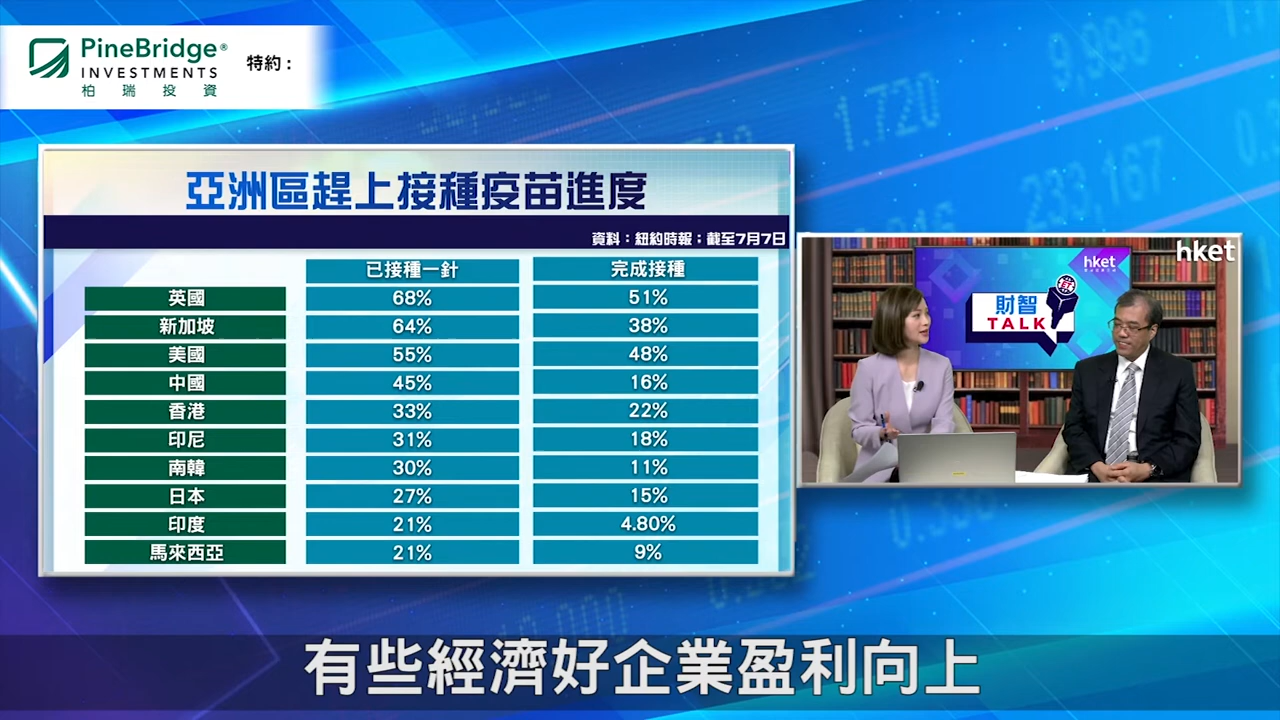 PineBridge®
INVESTMENTS
柏瑞投資
特約：
亞洲區趕上接種疫苗進度
資料：紐約時報；截至7月7日
已接種一針 完成接種
英國 68% 51%
新加坡 64% 38%
美國 55% 48%
中國 45% 16%
香港 33% 22%
印尼 31% 18%
南韓 30% 11%
日本 27% 15%
印度 21% 4.80%
馬來西亞 21% 9%
hket
hket
財智
TALK
1.720
9,996
有些經濟好企業盈利向上